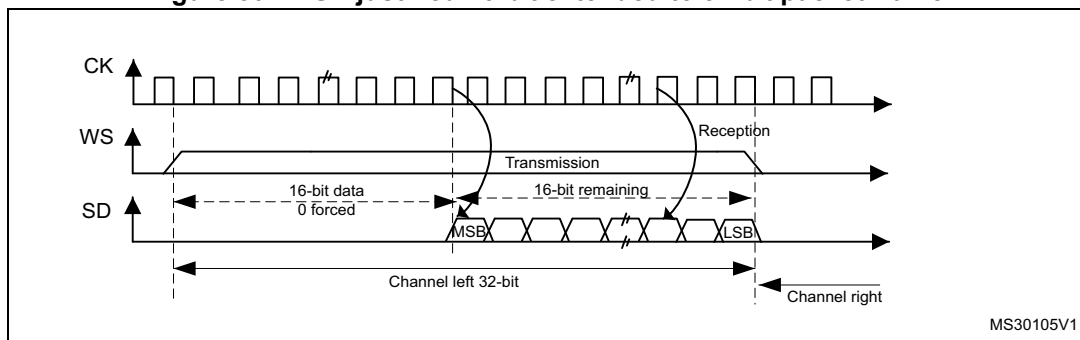 CK
Reception
WS
Transmission
16-bit data
0 forced
16-bit remaining
SD
MSB
LSB
Channel left 32-bit
Channel right
MS30105V1